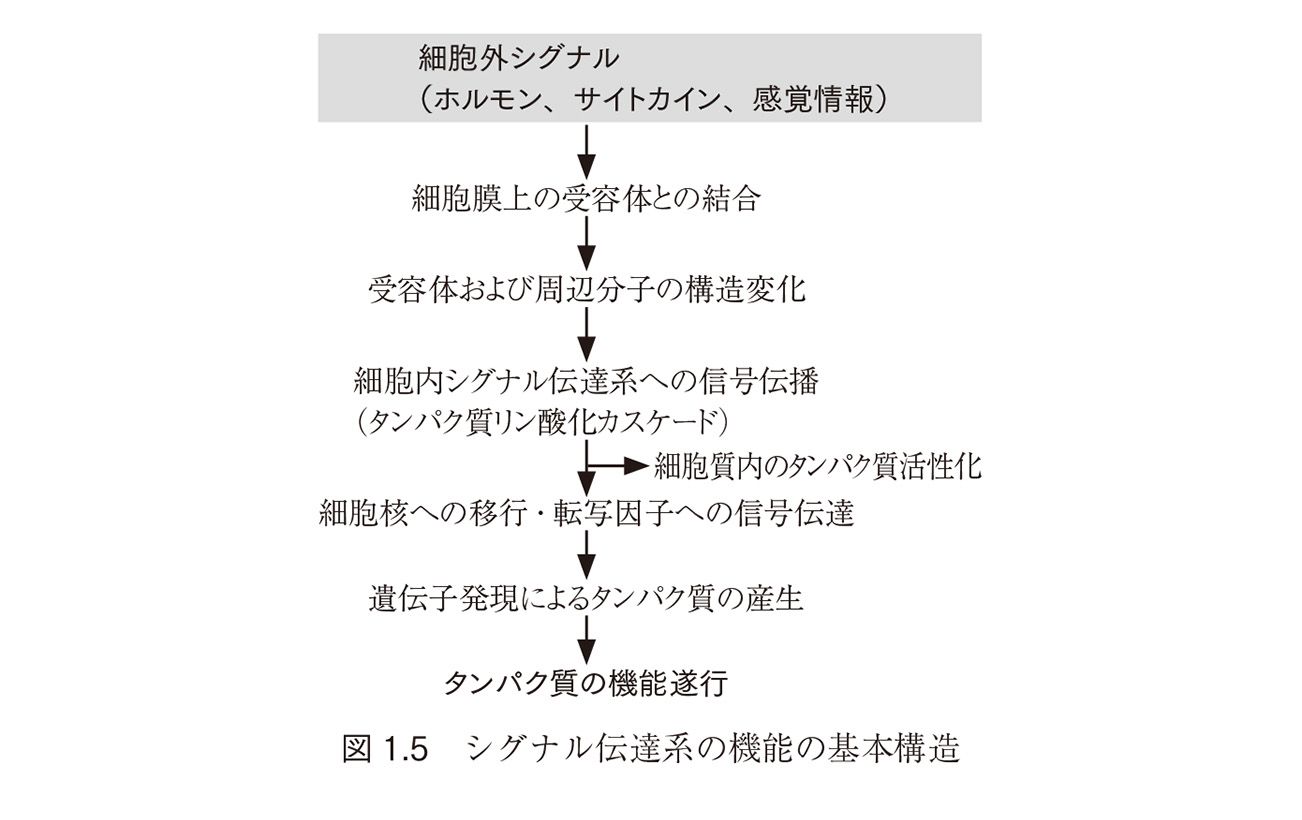 細胞外シグナル
(ホルモン、サイトカイン、感覚情報)
細胞膜上の受容体との結合
受容体および周辺分子の構造変化
細胞内シグナル伝達系への信号伝播
(タンパク質リン酸化カスケード)
細胞質内のタンパク質活性化
細胞核への移行・転写因子への信号伝達
遺伝子発現によるタンパク質の産生
タンパク質の機能遂行
図 1.5 シグナル伝達系の機能の基本構造